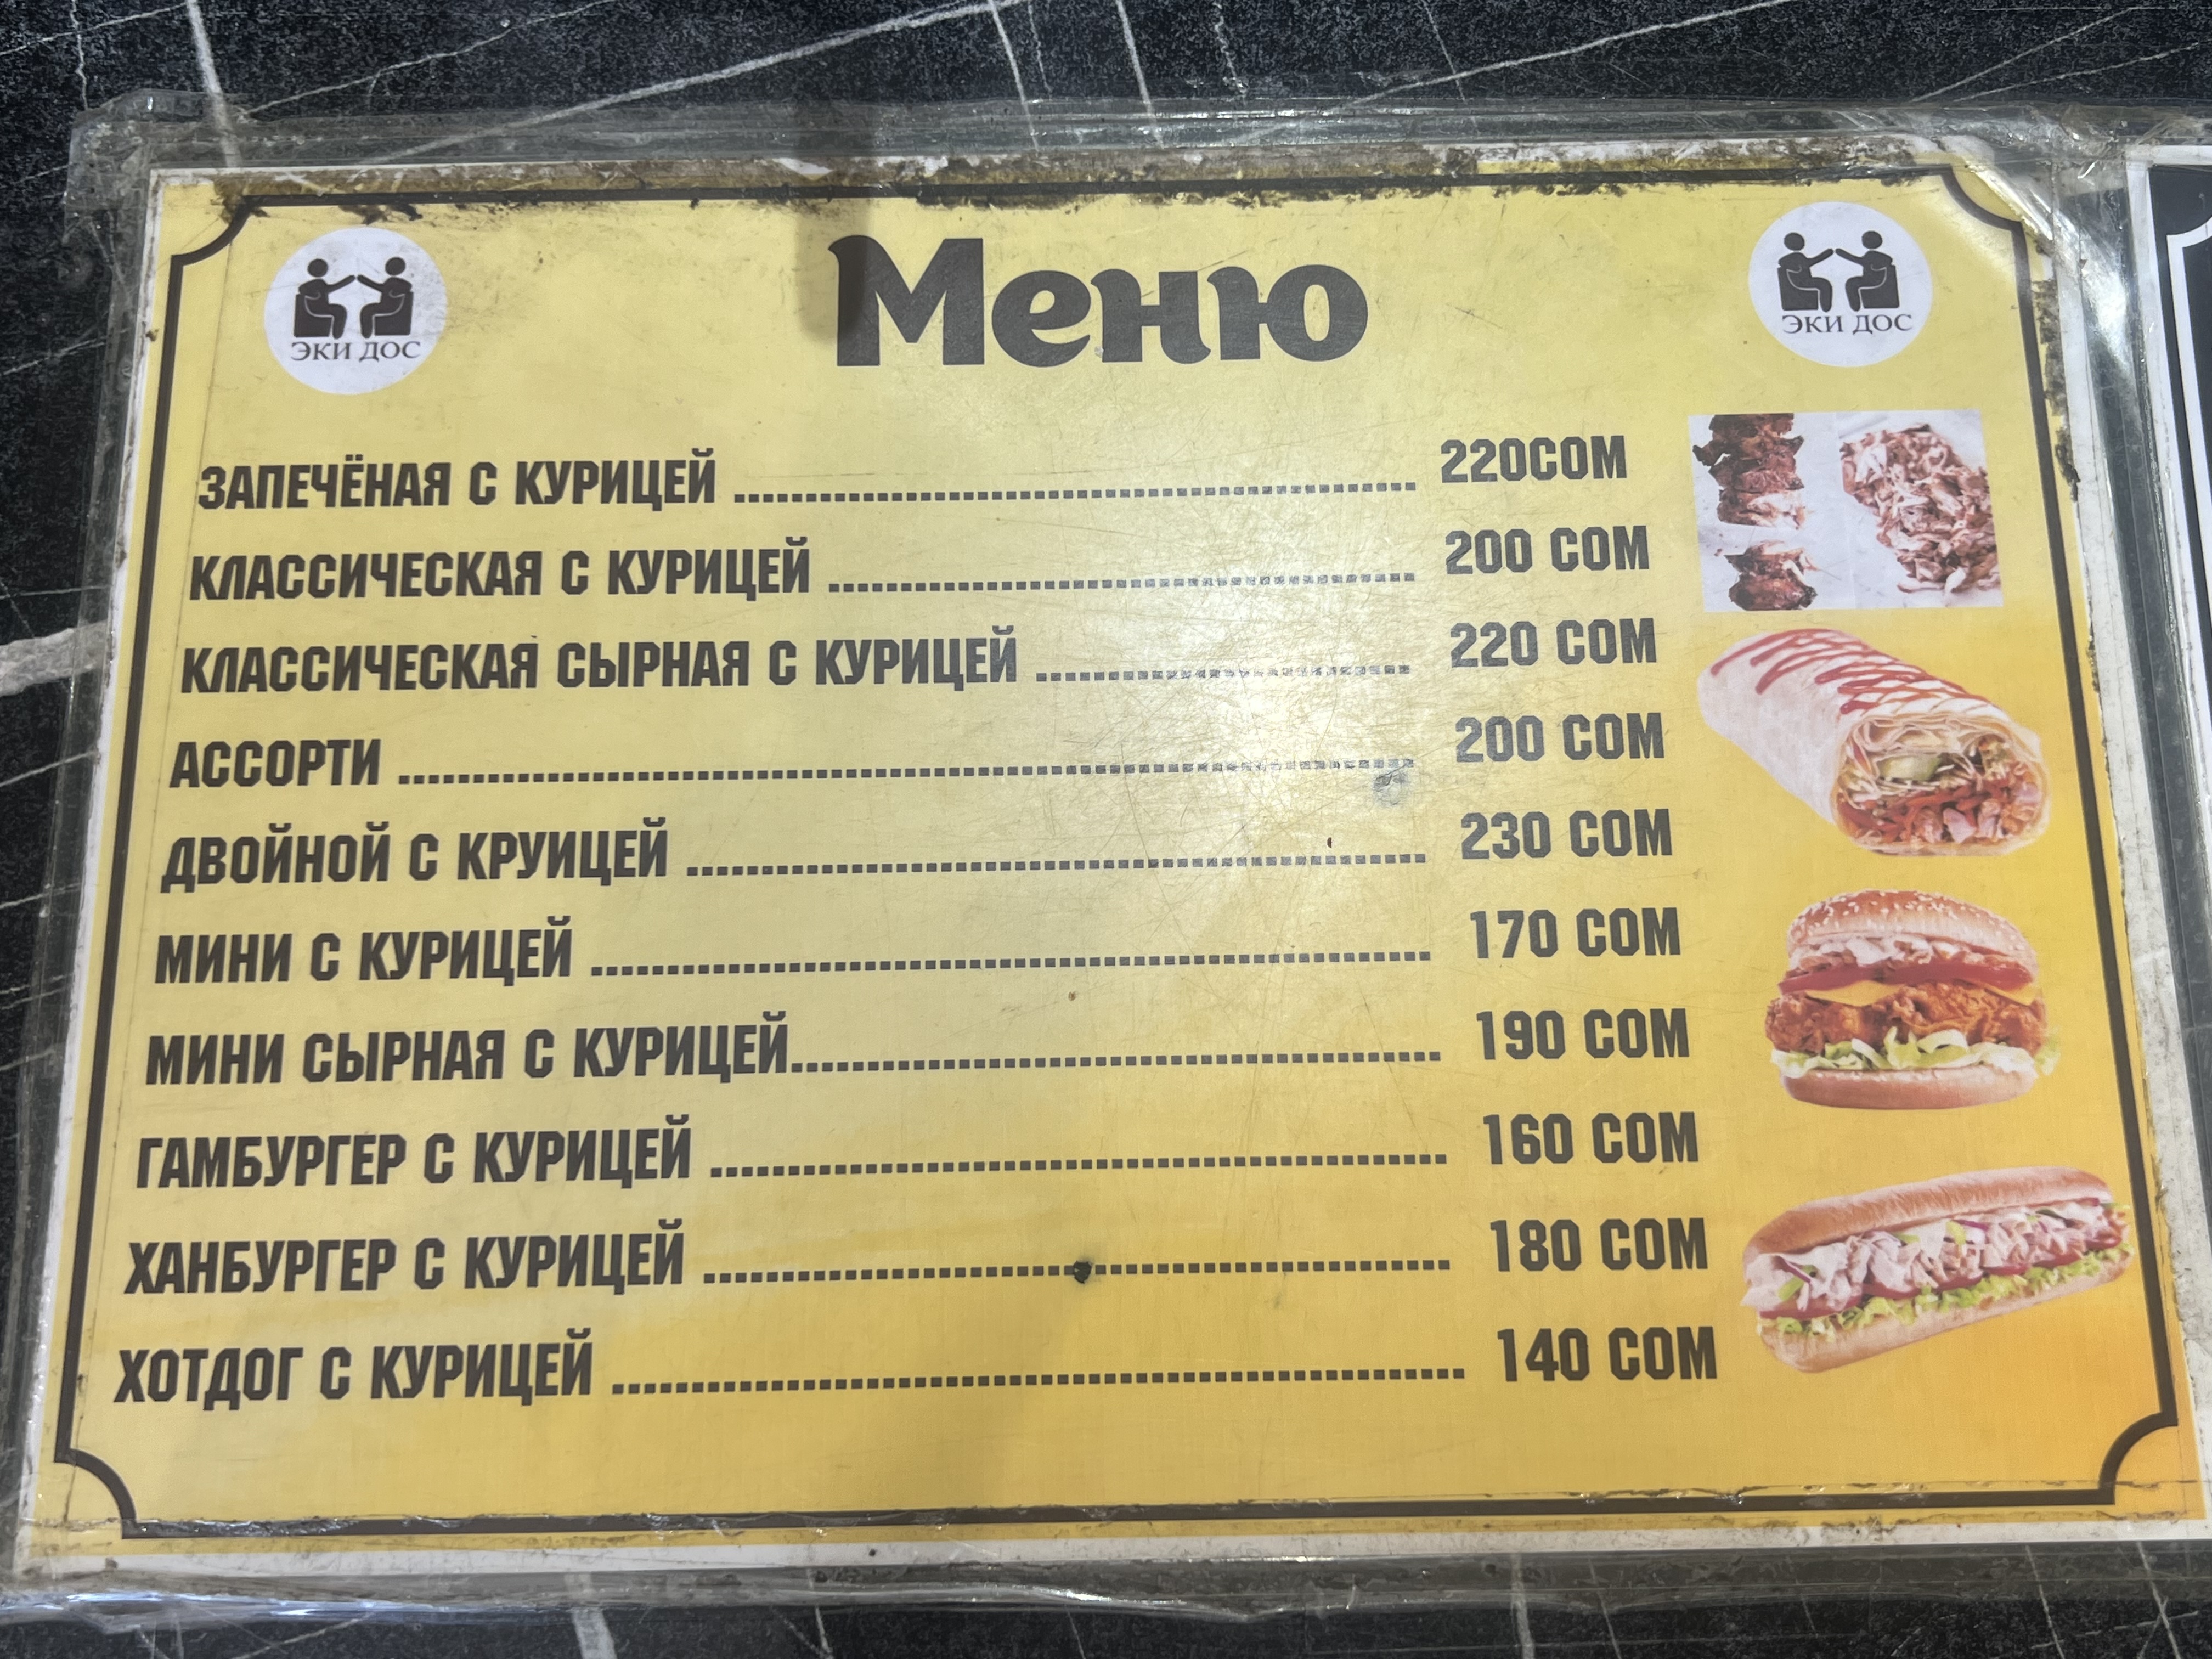 ЭКИ ДОС
Меню
ЭКИ ДОС
ЗАПЕЧЁНАЯ С КУРИЦЕЙ ........................ 220СОМ
КЛАССИЧЕСКАЯ С КУРИЦЕЙ ........................ 200 СОМ
КЛАССИЧЕСКАЯ СЫРНАЯ С КУРИЦЕЙ ........................ 220 СОМ
АССОРТИ ........................ 200 СОМ
ДВОЙНОЙ С КРУИЦЕЙ ........................ 230 СОМ
МИНИ С КУРИЦЕЙ ........................ 170 СОМ
МИНИ СЫРНАЯ С КУРИЦЕЙ........................ 190 СОМ
ГАМБУРГЕР С КУРИЦЕЙ ........................ 160 СОМ
ХАНБУРГЕР С КУРИЦЕЙ ........................ 180 СОМ
ХОТДОГ С КУРИЦЕЙ ........................ 140 СОМ